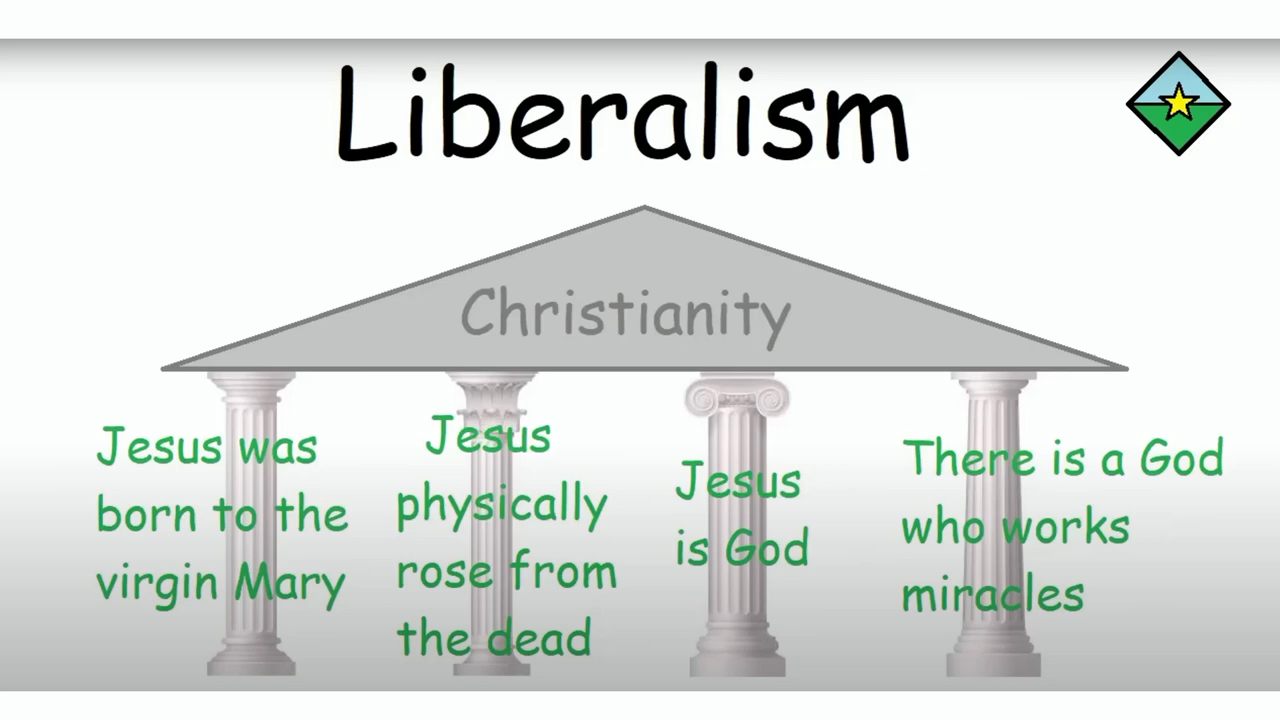 Liberalism
Christianity
Jesus was
born to the
virgin Mary
Jesus
physically
rose from
the dead
Jesus
is God
There is a God
who works
miracles